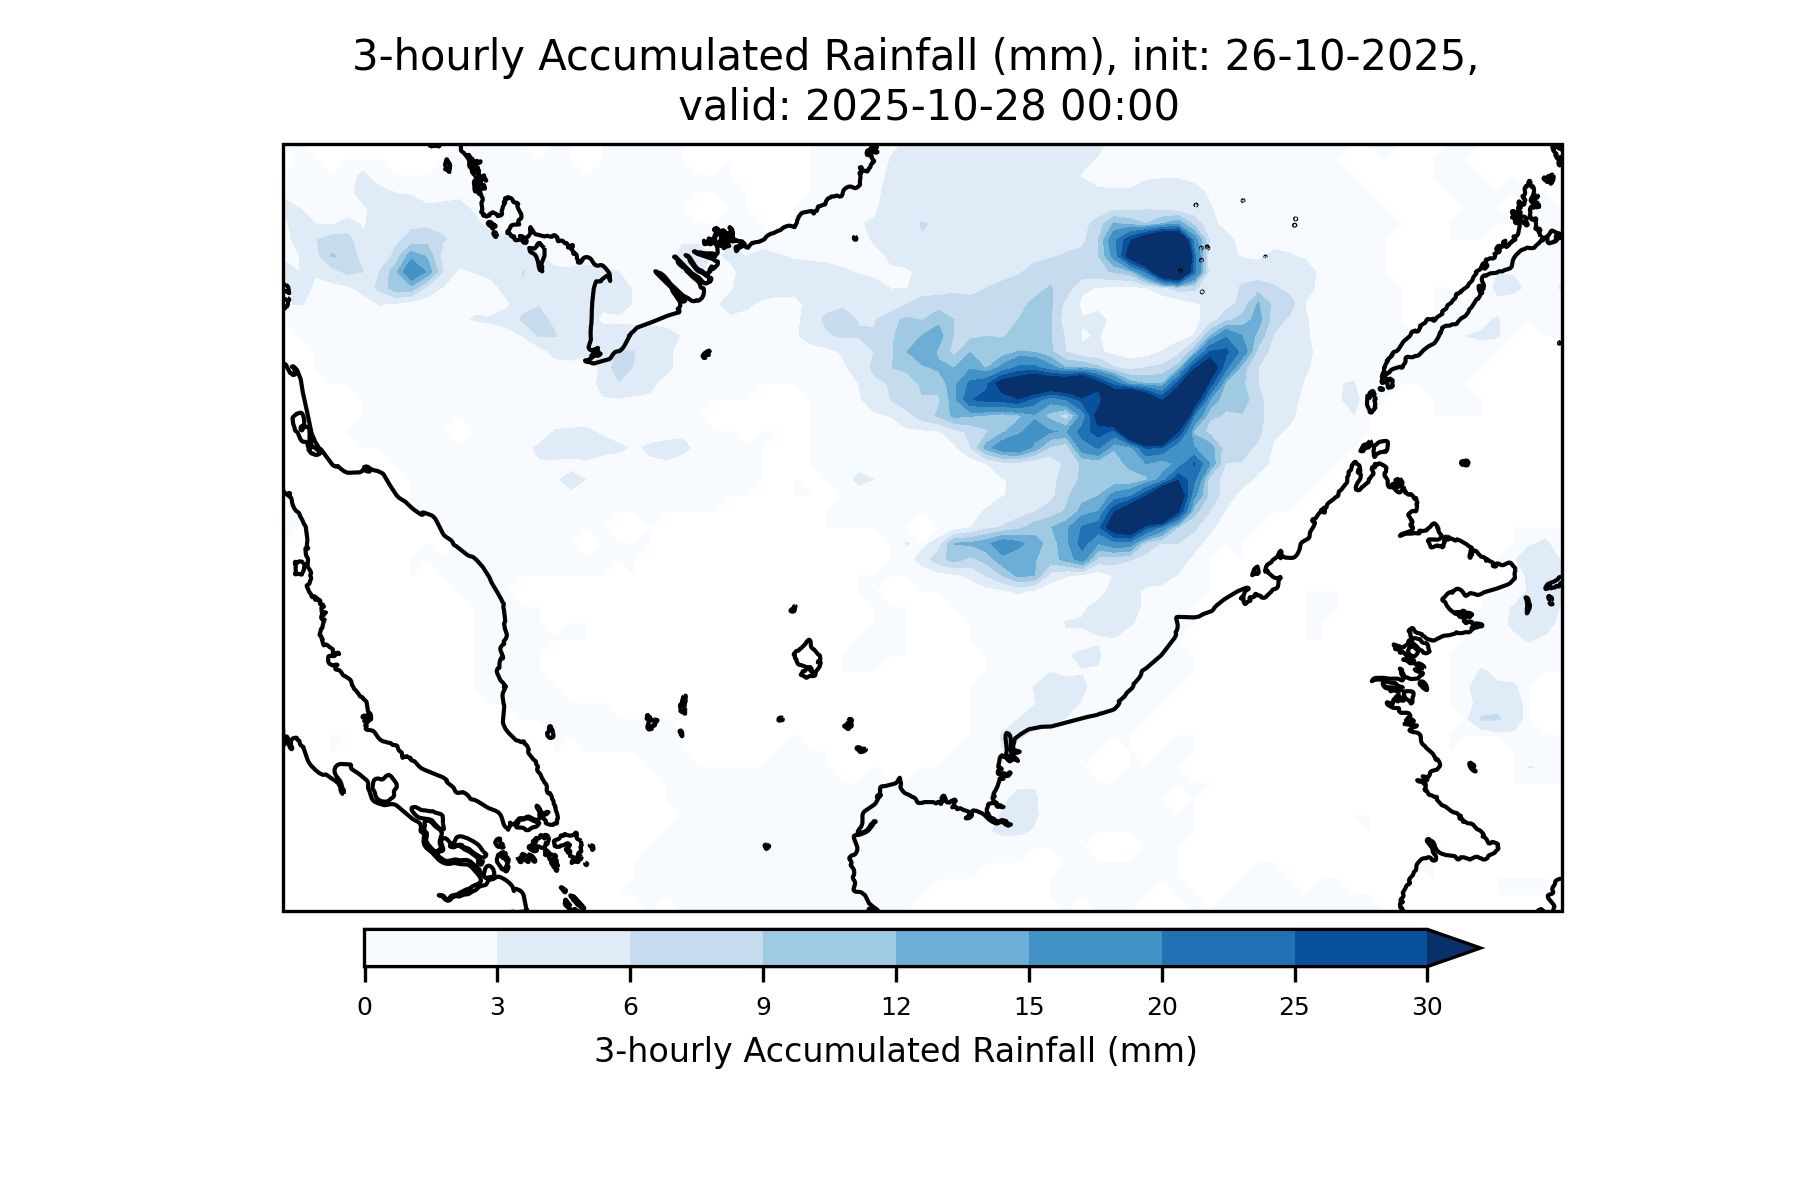 3-hourly Accumulated Rainfall (mm), init: 26-10-2025,
valid: 2025-10-28 00:00
0 3 6 9 12 15 20 25 30
3-hourly Accumulated Rainfall (mm)